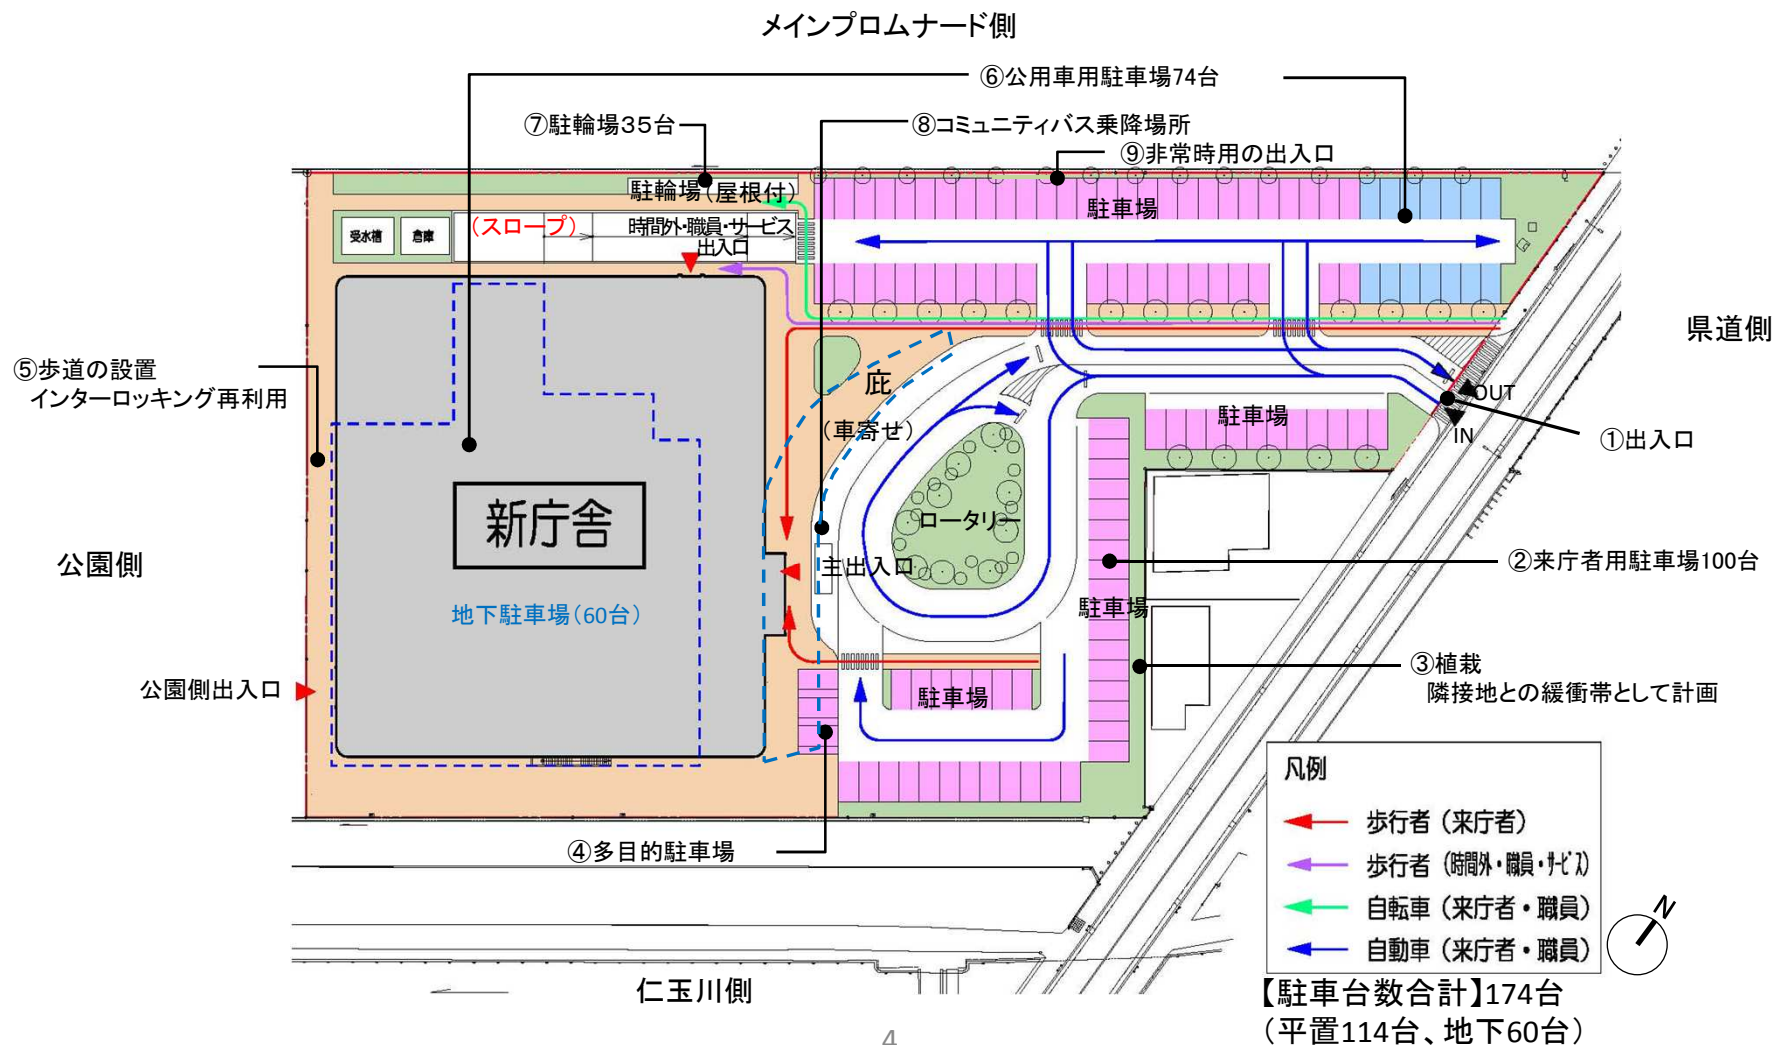 メインプロムナード側
⑥公用車用駐車場74台
⑦駐輪場35台
⑧コミュニティバス乗降場所
⑨非常時用の出入口
駐輪場(屋根付)
駐車場
受水槽
倉庫
(スロープ)
時間外・職員・サービス
出入口
県道側
⑤歩道の設置
インターロッキング再利用
庇
(車寄せ)
駐車場
OUT
IN
①出入口
新庁舎
ロータリー
公園側
主出入口
②来庁者用駐車場100台
地下駐車場(60台)
駐車場
③植栽
隣接地との緩衝帯として計画
公園側出入口
駐車場
④多目的駐車場
凡例
歩行者(来庁者)
歩行者(時間外・職員・サービス)
自転車(来庁者・職員)
自動車(来庁者・職員)
N
仁玉川側
【駐車台数合計】174台
(平置114台、地下60台)
4